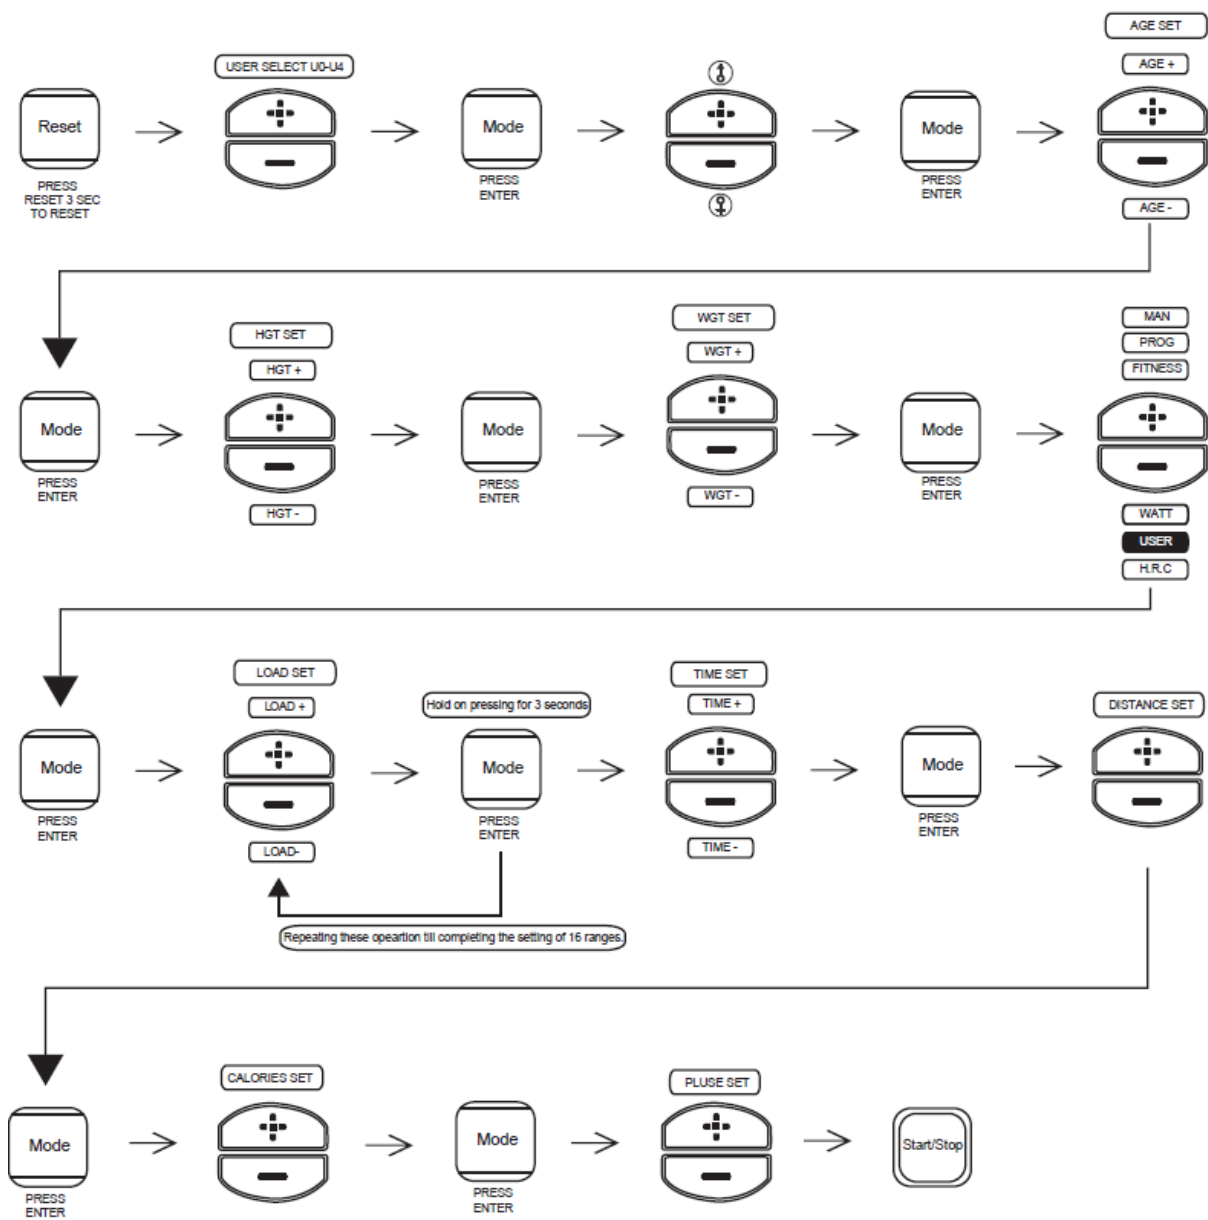 AGE SET
USER SELECT U0-U4
AGE +
Reset
Mode
Mode
PRESS
RESET 3 SEC
TO RESET
PRESS
ENTER
PRESS
ENTER
AGE -
HGT SET
WGT SET
MAN
HGT +
WGT +
PROG
FITNESS
Mode
Mode
Mode
PRESS
ENTER
PRESS
ENTER
PRESS
ENTER
HGT -
WGT -
WATT
USER
H.R.C
LOAD SET
TIME SET
LOAD +
Hold on pressing for 3 seconds
TIME +
DISTANCE SET
Mode
Mode
Mode
PRESS
ENTER
PRESS
ENTER
PRESS
ENTER
LOAD-
TIME -
Repeating these opeartion till completing the setting of 16 ranges.
CALORIES SET
PLUSE SET
Mode
Mode
Start/Stop
PRESS
ENTER
PRESS
ENTER